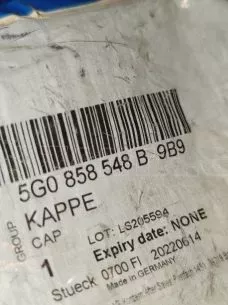 GROUP
5G0 858 548 B 9B9
KAPPE
CAP
LOT: LS205594
Expiry date: NONE
1 Stueck 0700 FI 20220614
Made in GERMANY